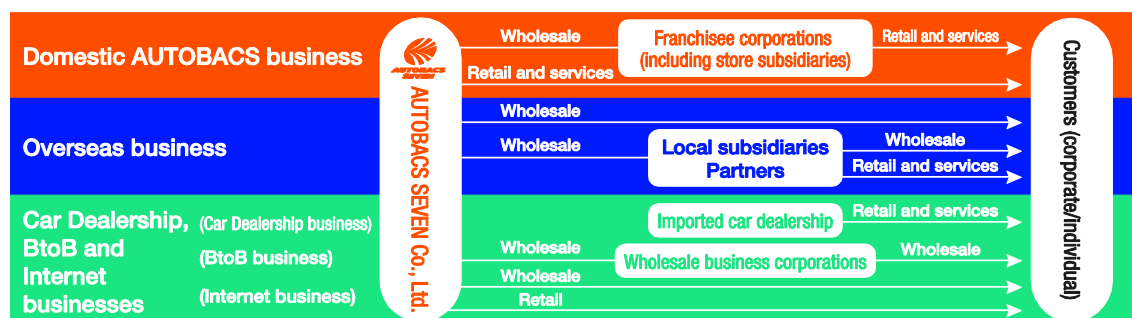 Domestic AUTOBACS business
AUTOBACS
SEVEN
AUTOBACS SEVEN Co., Ltd.
Wholesale
Franchisee corporations
(including store subsidiaries)
Retail and services
Retail and services
Customers (corporate/individual)
Overseas business
Wholesale
Wholesale
Local subsidiaries
Partners
Wholesale
Retail and services
Car Dealership,
BtoB and
Internet
businesses
(Car Dealership business)
Imported car dealership
Retail and services
(BtoB business)
Wholesale
Wholesale business corporations
Wholesale
(Internet business)
Wholesale
Retail